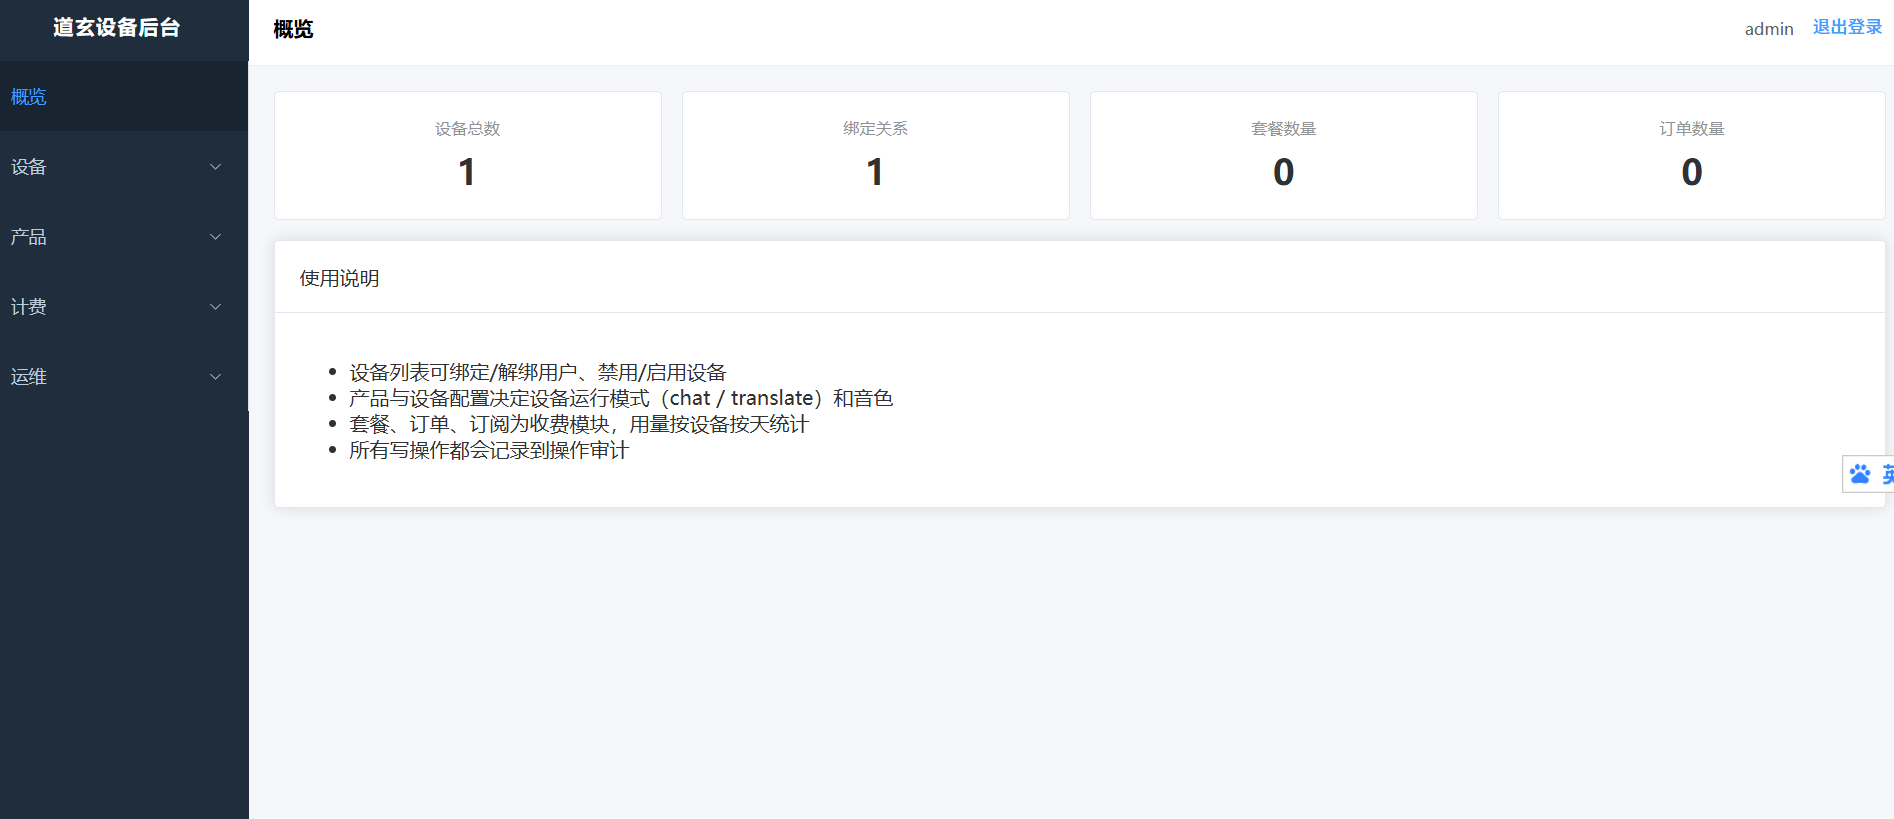 道玄设备后台
概览
admin 退出登录
概览
设备
产品
计费
运维
设备总数
1
绑定关系
1
套餐数量
0
订单数量
0
使用说明
设备列表可绑定/解绑用户、禁用/启用设备
产品与设备配置决定设备运行模式（chat / translate）和音色
套餐、订单、订阅为收费模块，用量按设备按天统计
所有写操作都会记录到操作审计
英